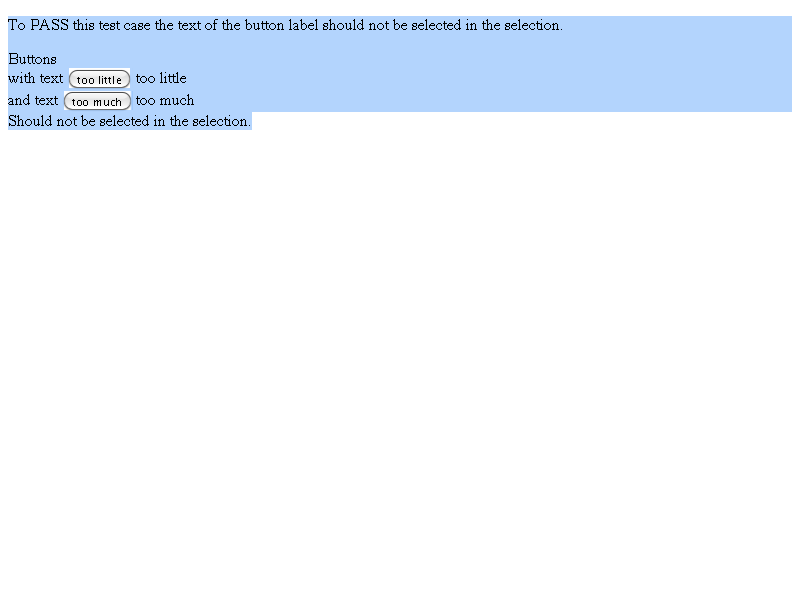 To PASS this test case the text of the button label should not be selected in the selection.
Buttons
with text too little too little
and text too much too much
Should not be selected in the selection.